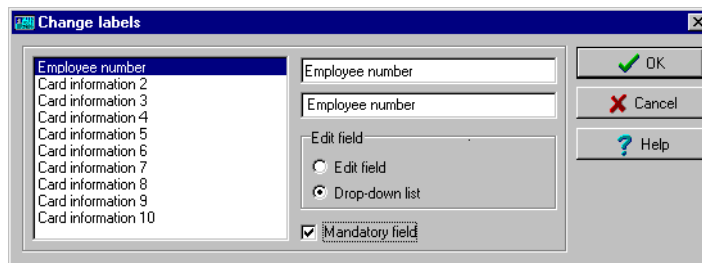 Change labels
Employee number
Card information 2
Card information 3
Card information 4
Card information 5
Card information 6
Card information 7
Card information 8
Card information 9
Card information 10
Employee number
Employee number
Edit field
Edit field
Drop-down list
Mandatory field
OK
Cancel
Help